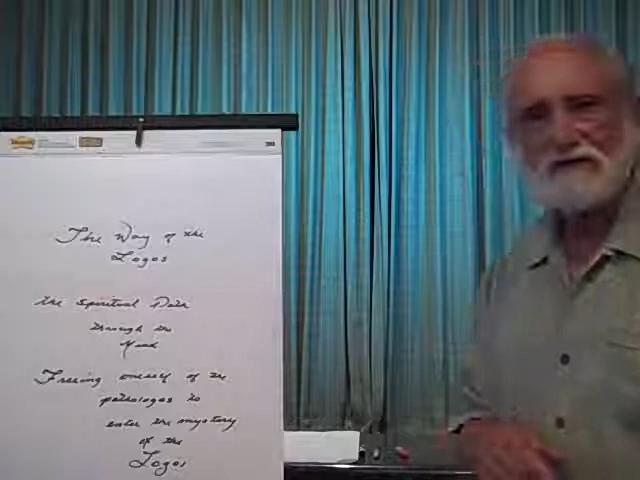 The Way of the
Logos
the Spiritual Path
through the
Mind
Freeing oneself of the
pathologos to
enter the mystery
of the
Logos